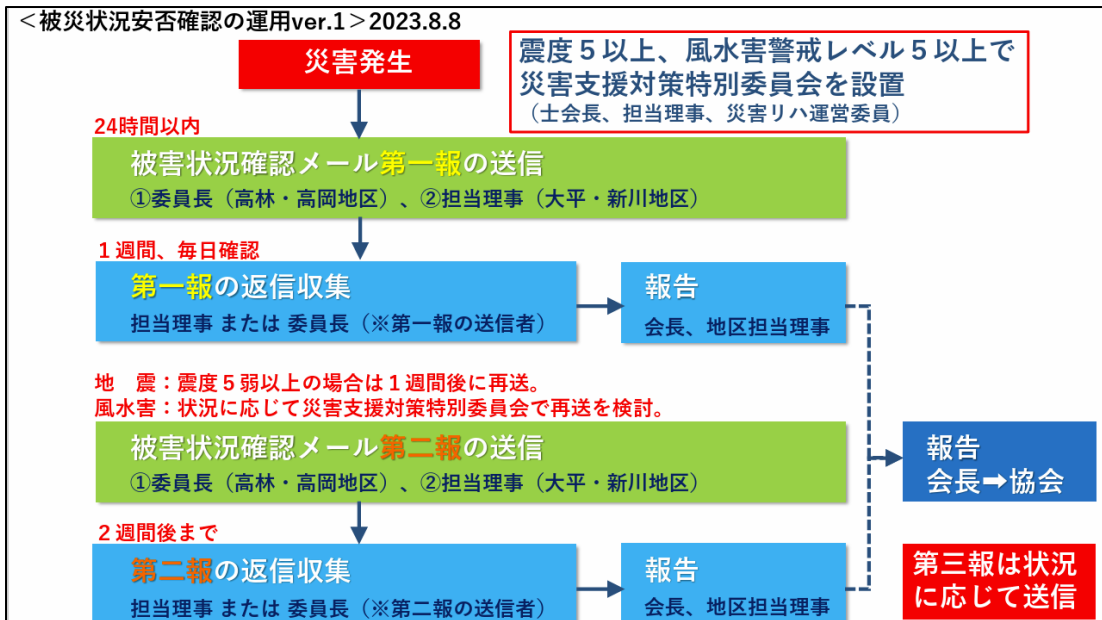 ＜被災状況安否確認の運用ver.1＞2023.8.8
災害発生
震度５以上、風水害警戒レベル５以上で
災害支援対策特別委員会を設置
（士会長、担当理事、災害リハ運営委員）
24時間以内
被害状況確認メール第一報の送信
①委員長（高林・高岡地区）、②担当理事（大平・新川地区）
１週間、毎日確認
第一報の返信収集
担当理事 または 委員長（※第一報の送信者）
報告
会長、地区担当理事
地　震：震度５弱以上の場合は１週間後に再送。
風水害：状況に応じて災害支援対策特別委員会で再送を検討。
被害状況確認メール第二報の送信
①委員長（高林・高岡地区）、②担当理事（大平・新川地区）
報告
会長➡協会
２週間後まで
第二報の返信収集
担当理事 または 委員長（※第二報の送信者）
報告
会長、地区担当理事
第三報は状況
に応じて送信